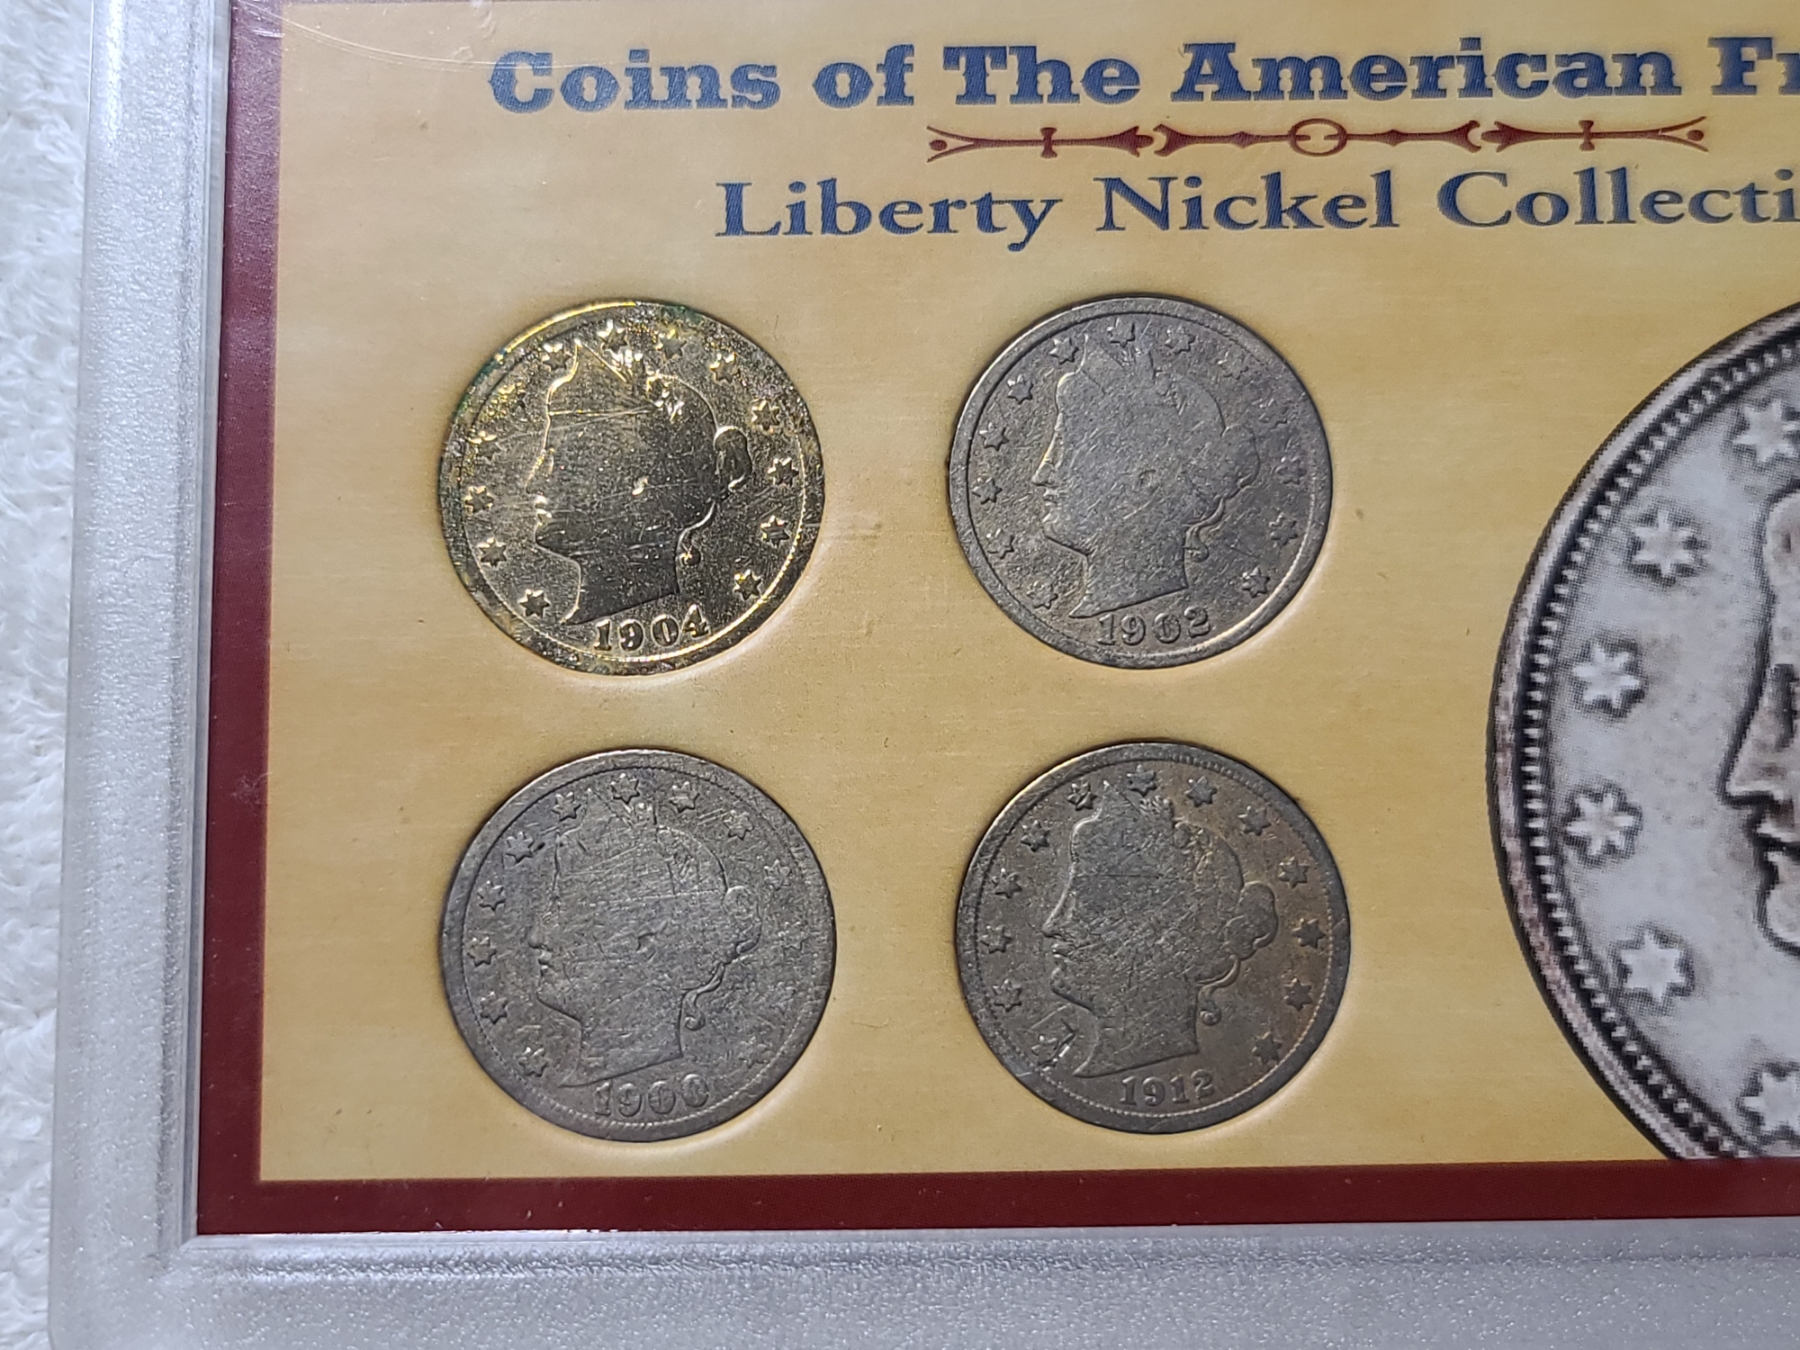 Coins of The American Fr
Liberty Nickel Collecti
1904
1902
1900
1912